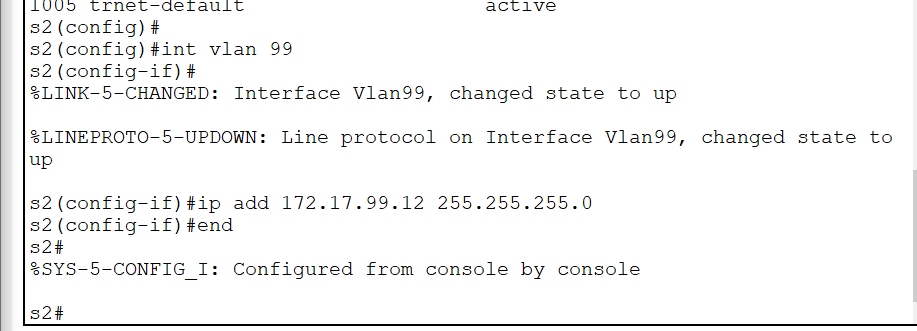 1005 trnet-default active
s2(config)#
s2(config)#int vlan 99
s2(config-if)#
%LINK-5-CHANGED: Interface Vlan99, changed state to up
%LINEPROTO-5-UPDOWN: Line protocol on Interface Vlan99, changed state to
up
s2(config-if)#ip add 172.17.99.12 255.255.255.0
s2(config-if)#end
s2#
%SYS-5-CONFIG_I: Configured from console by console
s2#